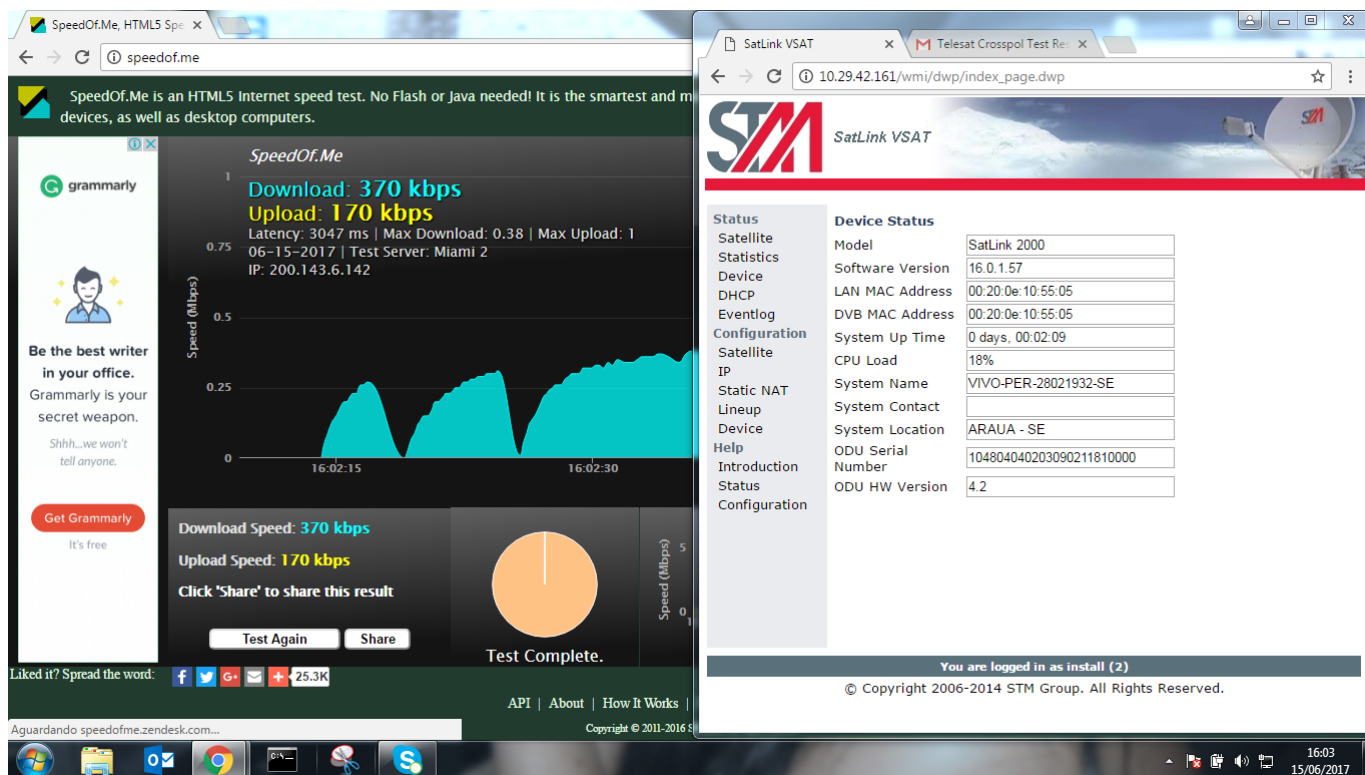 SpeedOf.Me, HTML5 Spe
speedof.me
SpeedOf.Me is an HTML5 Internet speed test. No Flash or Java needed! It is the smartest and m
devices, as well as desktop computers.
grammarly
Be the best writer
in your office.
Grammarly is your
secret weapon.
Shhh...we won't
tell anyone.
Get Grammarly
It's free
SpeedOf.Me
Download: 370 kbps
Upload: 170 kbps
Latency: 3047 ms | Max Download: 0.38 | Max Upload: 1
06-15-2017 | Test Server: Miami 2
IP: 200.143.6.142
Speed (Mbps)
1
0.75
0.5
0.25
0
16:02:15 16:02:30
Download Speed: 370 kbps
Upload Speed: 170 kbps
Click 'Share' to share this result
Test Again Share
Test Complete.
Speed (Mbps)
5
0
1
Liked it? Spread the word:
25.3K
API | About | How It Works |
Copyright © 2011-2016 S
Aguardando speedofme.zendesk.com...
SatLink VSAT
Telesat Crosspol Test Res
10.29.42.161/wmi/dwp/index_page.dwp
STM
SatLink VSAT
STM
Status
Satellite
Statistics
Device
DHCP
Eventlog
Configuration
Satellite
IP
Static NAT
Lineup
Device
Help
Introduction
Status
Configuration
Device Status
Model SatLink 2000
Software Version 16.0.1.57
LAN MAC Address 00:20:0e:10:55:05
DVB MAC Address 00:20:0e:10:55:05
System Up Time 0 days, 00:02:09
CPU Load 18%
System Name VIVO-PER-28021932-SE
System Contact
System Location ARAUA - SE
ODU Serial
Number 104804040203090211810000
ODU HW Version 4.2
You are logged in as install (2)
© Copyright 2006-2014 STM Group. All Rights Reserved.
16:03
15/06/2017